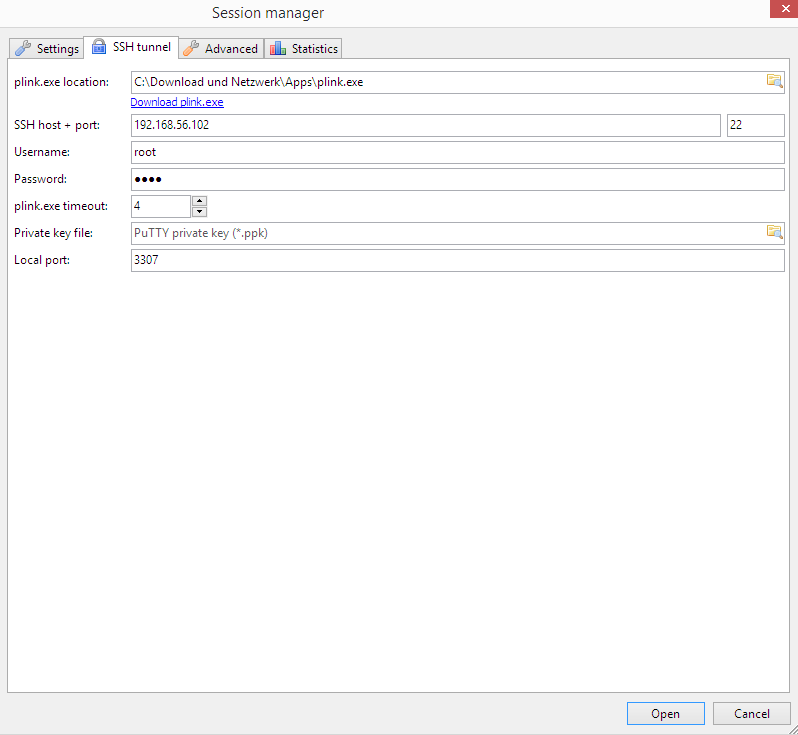 Session manager
Settings SSH tunnel Advanced Statistics
plink.exe location: C:\Download und Netzwerk\Apps\plink.exe
Download plink.exe
SSH host + port: 192.168.56.102 22
Username: root
Password: ●●●●
plink.exe timeout: 4
Private key file: PuTTY private key (*.ppk)
Local port: 3307
Open Cancel